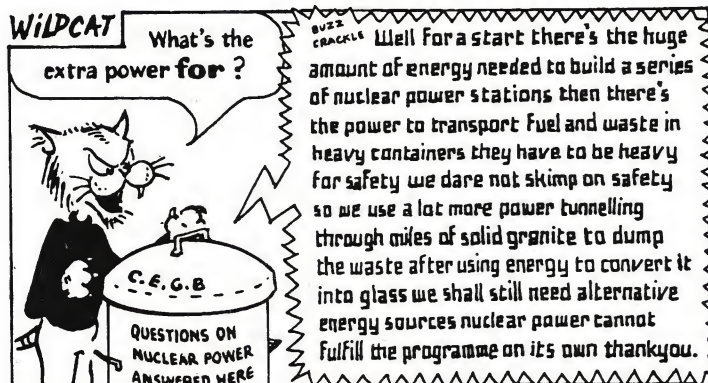 WiLDCAT
What's the
extra power for?
BUZZ
CRACKLE
Well for a start there's the huge
amount of energy needed to build a series
of nuclear power stations then there's
the power to transport fuel and waste in
heavy containers they have to be heavy
for safety we dare not skimp on safety
so we use a lot more power tunnelling
through miles of solid granite to dump
the waste after using energy to convert it
into glass we shall still need alternative
energy sources nuclear power cannot
fulfill the programme on its own thankyou.
C.E.G.B
QUESTIONS ON
NUCLEAR POWER
ANSWERED HERE